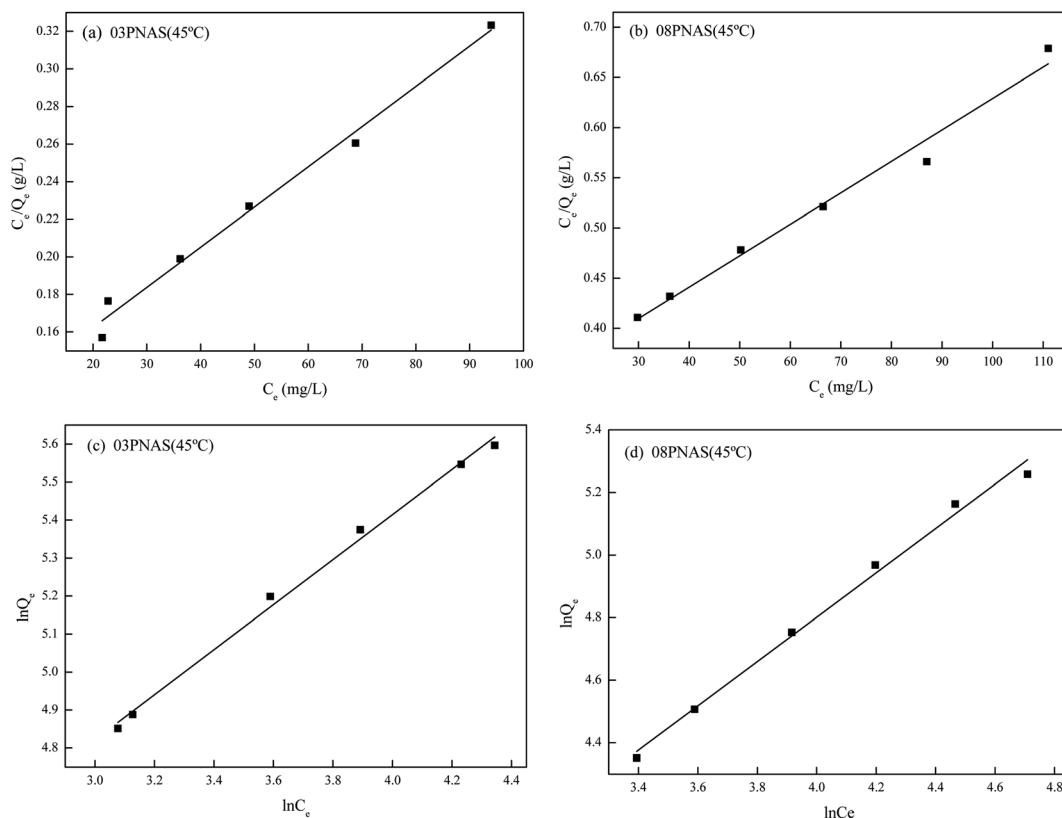 (a) 03PNAS(45ºC)
0.32
0.30
0.28
0.26
0.24
0.22
0.20
0.18
0.16
Cₑ/Qₑ (g/L)
20 30 40 50 60 70 80 90 100
Cₑ (mg/L)
(b) 08PNAS(45ºC)
0.70
0.65
0.60
0.55
0.50
0.45
0.40
Cₑ/Qₑ (g/L)
30 40 50 60 70 80 90 100 110
Cₑ (mg/L)
(c) 03PNAS(45ºC)
5.6
5.5
5.4
5.3
5.2
5.1
5.0
4.9
4.8
lnQₑ
3.0 3.2 3.4 3.6 3.8 4.0 4.2 4.4
lnCₑ
(d) 08PNAS(45ºC)
5.4
5.2
5.0
4.8
4.6
4.4
lnQₑ
3.4 3.6 3.8 4.0 4.2 4.4 4.6 4.8
lnCe